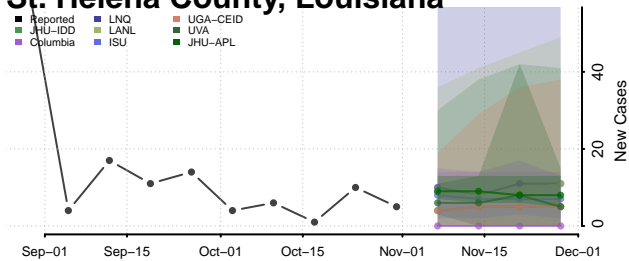 St. Helena County, Louisiana
Reported LNQ UGA−CEID
JHU−IDD LANL UVA
Columbia ISU JHU−APL
40
20
0
New Cases
Sep−01 Sep−15 Oct−01 Oct−15 Nov−01 Nov−15 Dec−01